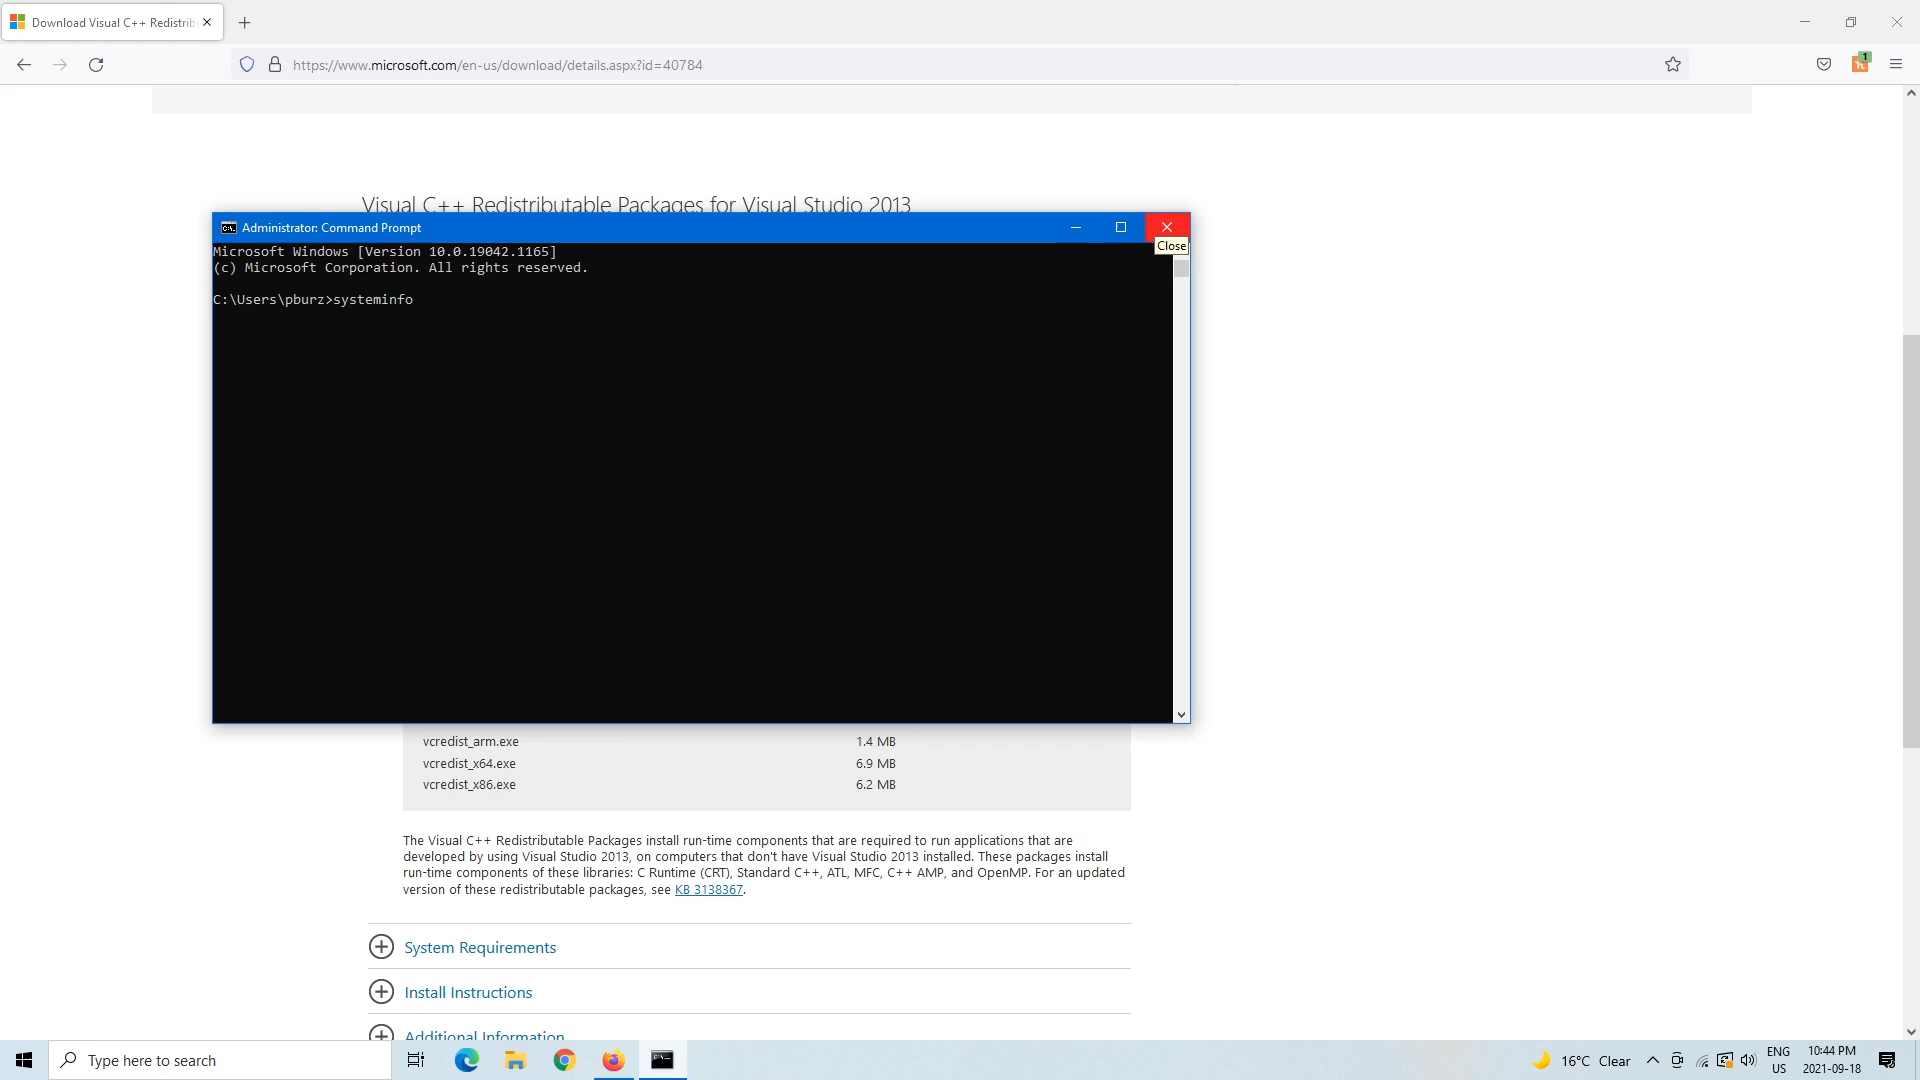 Download Visual C++ Redistrib
https://www.microsoft.com/en-us/download/details.aspx?id=40784
1
Visual C++ Redistributable Packages for Visual Studio 2013
Administrator: Command Prompt
Close
Microsoft Windows [Version 10.0.19042.1165]
(c) Microsoft Corporation. All rights reserved.
C:\Users\pburz>systeminfo
vcredist_arm.exe 1.4 MB
vcredist_x64.exe 6.9 MB
vcredist_x86.exe 6.2 MB
The Visual C++ Redistributable Packages install run-time components that are required to run applications that are
developed by using Visual Studio 2013, on computers that don't have Visual Studio 2013 installed. These packages install
run-time components of these libraries: C Runtime (CRT), Standard C++, ATL, MFC, C++ AMP, and OpenMP. For an updated
version of these redistributable packages, see KB 3138367.
System Requirements
Install Instructions
Additional Information
Type here to search
16°C Clear
ENG
US
10:44 PM
2021-09-18